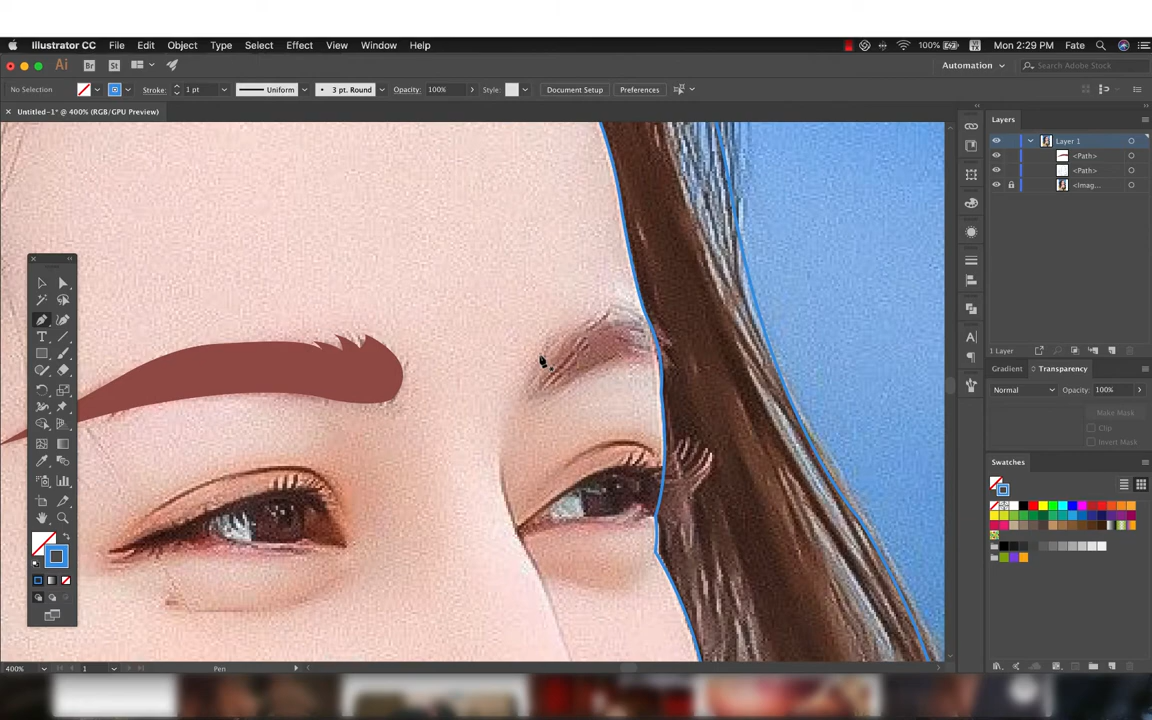 Illustrator CC File Edit Object Type Select Effect View Window Help 100% Mon 2:29 PM Fate
Ai Br St Automation Search Adobe Stock
No Selection Stroke: 1 pt Uniform 3 pt. Round Opacity: 100% Style: Document Setup Preferences
Untitled-1* @ 400% (RGB/GPU Preview)
Layers
Layer 1
<Path>
<Path>
<Imag...
1 Layer
Gradient Transparency
Normal Opacity: 100%
Make Mask
Clip
Invert Mask
Swatches
400% 1 Pen